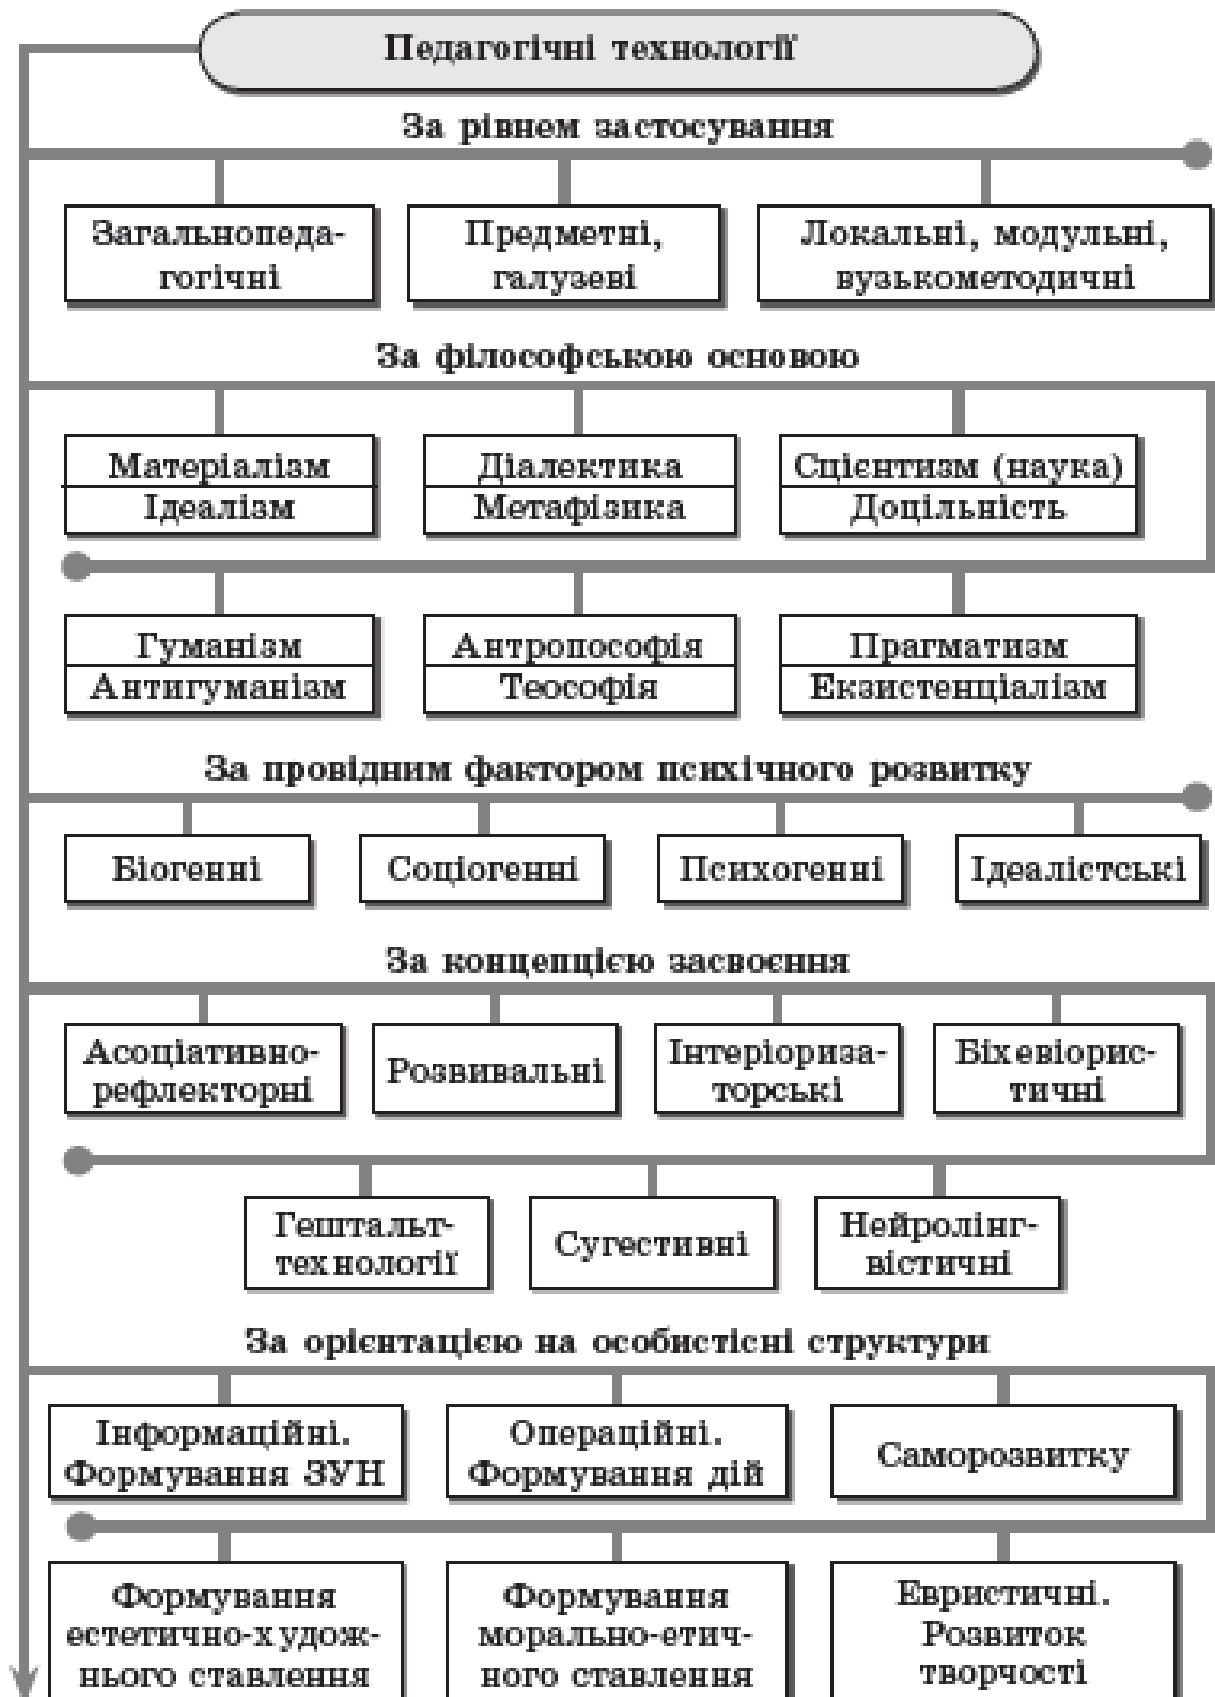 Педагогічні технології
За рівнем застосування
Загальнопеда-
гогічні
Предметні,
галузеві
Локальні, модульні,
вузькометодичні
За філософською основою
Матеріалізм
Ідеалізм
Діалектика
Метафізика
Сцієнтизм (наука)
Доцільність
Гуманізм
Антигуманізм
Антропософія
Теософія
Прагматизм
Екзистенціалізм
За провідним фактором психічного розвитку
Біогенні
Соціогенні
Психогенні
Ідеалістські
За концепцією засвоєння
Асоціативно-
рефлекторні
Розвивальні
Інтеріориза-
торські
Біхевіорис-
тичні
Гештальт-
технології
Сугестивні
Нейролінг-
вістичні
За орієнтацією на особистісні структури
Інформаційні.
Формування ЗУН
Операційні.
Формування дій
Саморозвитку
Формування
естетично-худож-
нього ставлення
Формування
морально-етич-
ного ставлення
Евристичні.
Розвиток
творчості